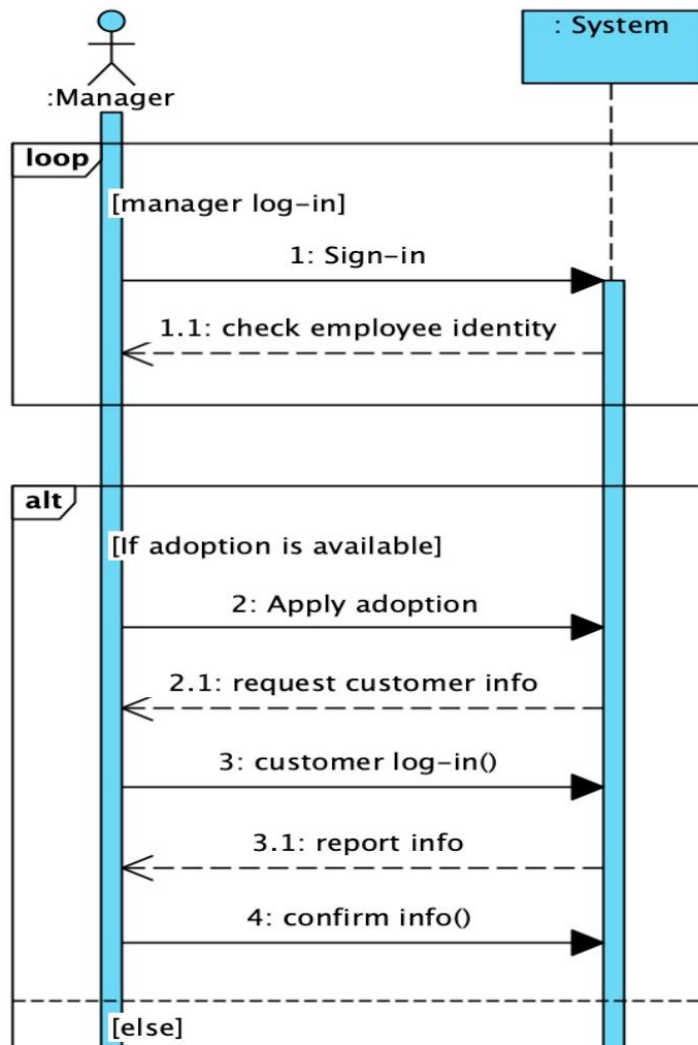 : System
:Manager
loop
[manager log-in]
1: Sign-in
1.1: check employee identity
alt
[If adoption is available]
2: Apply adoption
2.1: request customer info
3: customer log-in()
3.1: report info
4: confirm info()
[else]